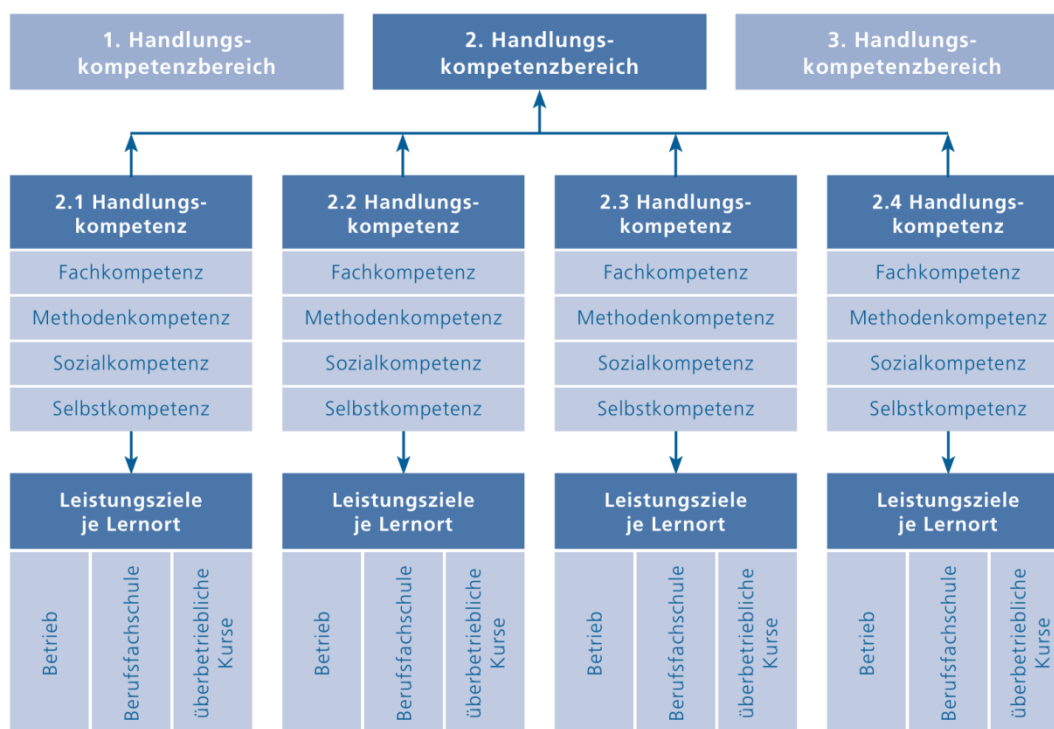 1. Handlungs-
kompetenzbereich
2. Handlungs-
kompetenzbereich
3. Handlungs-
kompetenzbereich
2.1 Handlungs-
kompetenz
2.2 Handlungs-
kompetenz
2.3 Handlungs-
kompetenz
2.4 Handlungs-
kompetenz
Fachkompetenz
Fachkompetenz
Fachkompetenz
Fachkompetenz
Methodenkompetenz
Methodenkompetenz
Methodenkompetenz
Methodenkompetenz
Sozialkompetenz
Sozialkompetenz
Sozialkompetenz
Sozialkompetenz
Selbstkompetenz
Selbstkompetenz
Selbstkompetenz
Selbstkompetenz
Leistungsziele
je Lernort
Leistungsziele
je Lernort
Leistungsziele
je Lernort
Leistungsziele
je Lernort
Betrieb
Berufsfachschule
überbetriebliche
Kurse
Betrieb
Berufsfachschule
überbetriebliche
Kurse
Betrieb
Berufsfachschule
überbetriebliche
Kurse
Betrieb
Berufsfachschule
überbetriebliche
Kurse